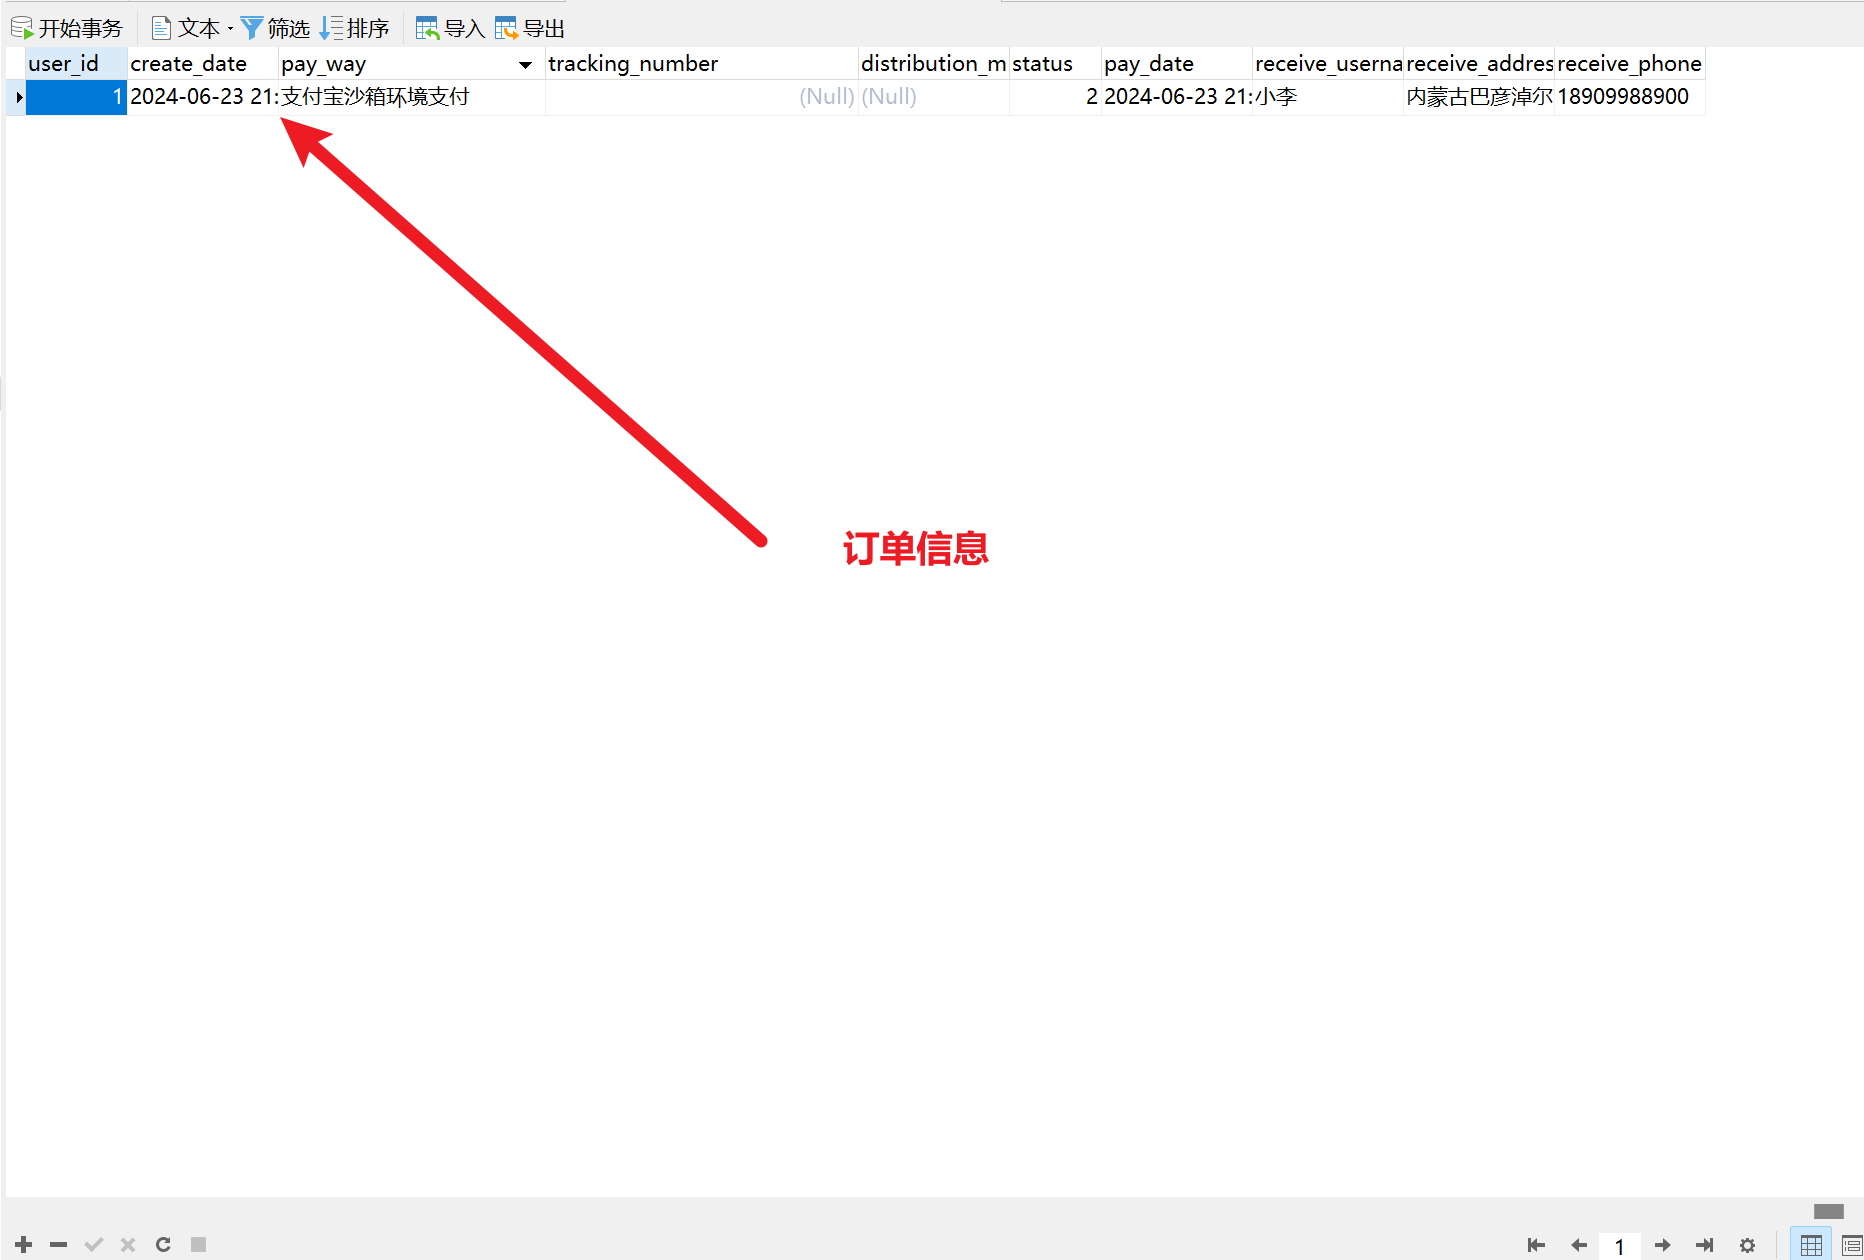 开始事务 文本 筛选 排序 导入 导出
user_id create_date pay_way tracking_number distribution_m status pay_date receive_userna receive_addres receive_phone
1 2024-06-23 21: 支付宝沙箱环境支付 (Null) (Null) 2 2024-06-23 21: 小李 内蒙古巴彦淖尔 18909988900
订单信息
1